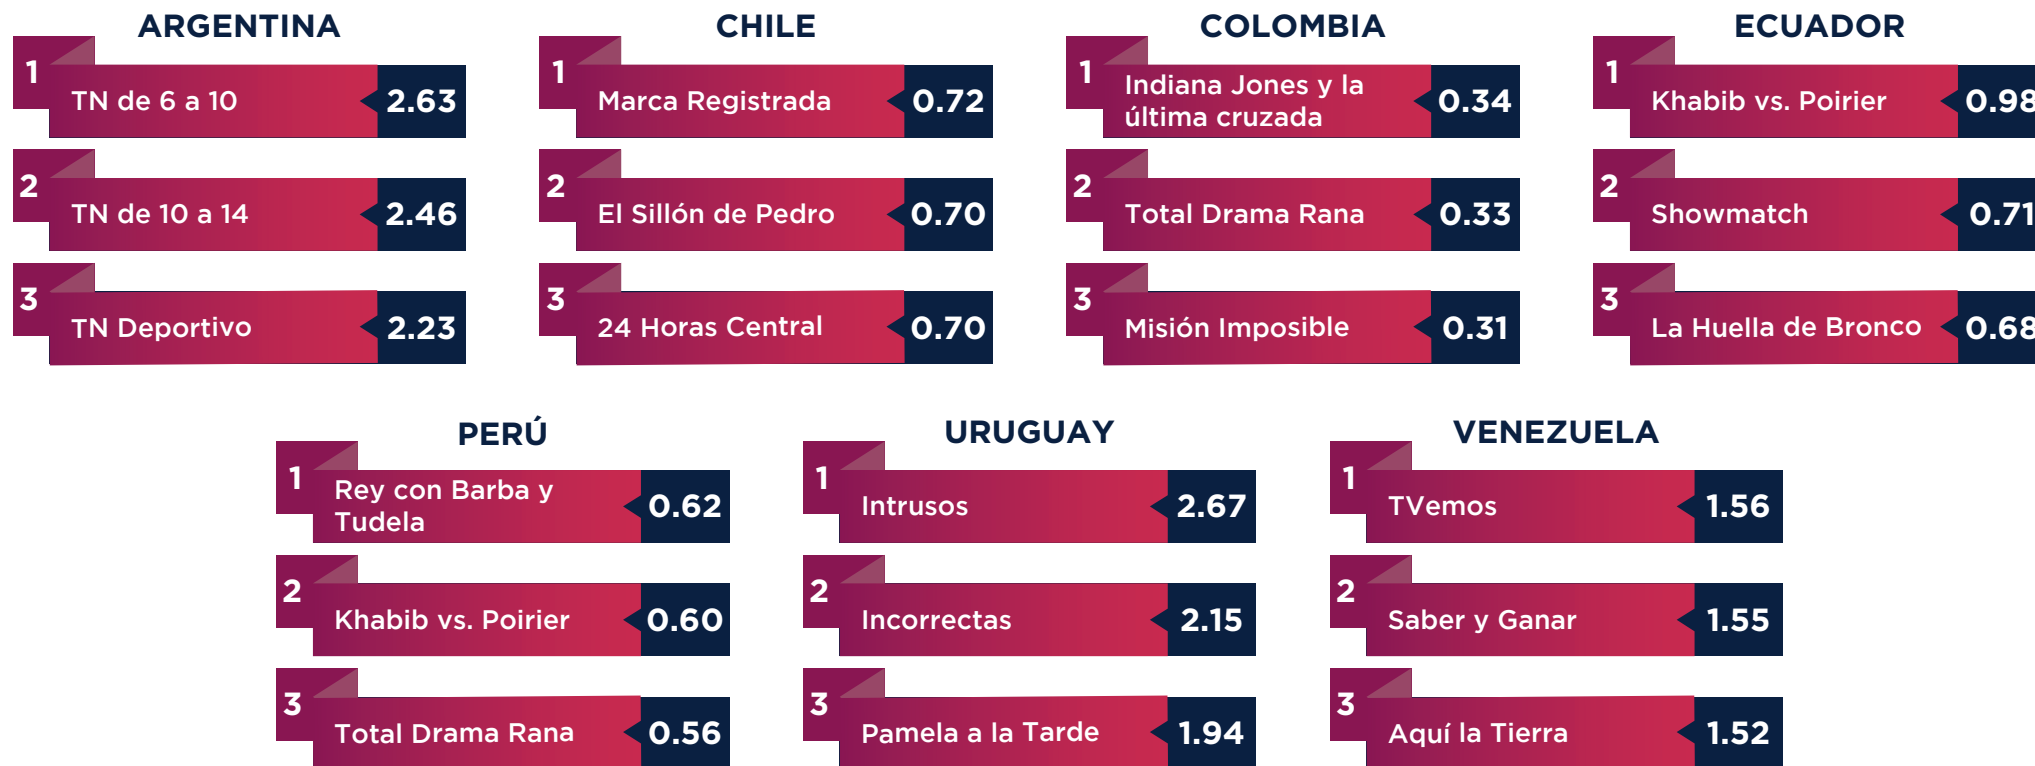 ARGENTINA
1
TN de 6 a 10
2.63
2
TN de 10 a 14
2.46
3
TN Deportivo
2.23
CHILE
1
Marca Registrada
0.72
2
El Sillón de Pedro
0.70
3
24 Horas Central
0.70
COLOMBIA
1
Indiana Jones y la
última cruzada
0.34
2
Total Drama Rana
0.33
3
Misión Imposible
0.31
ECUADOR
1
Khabib vs. Poirier
0.98
2
Showmatch
0.71
3
La Huella de Bronco
0.68
PERÚ
1
Rey con Barba y
Tudela
0.62
2
Khabib vs. Poirier
0.60
3
Total Drama Rana
0.56
URUGUAY
1
Intrusos
2.67
2
Incorrectas
2.15
3
Pamela a la Tarde
1.94
VENEZUELA
1
TVemos
1.56
2
Saber y Ganar
1.55
3
Aquí la Tierra
1.52